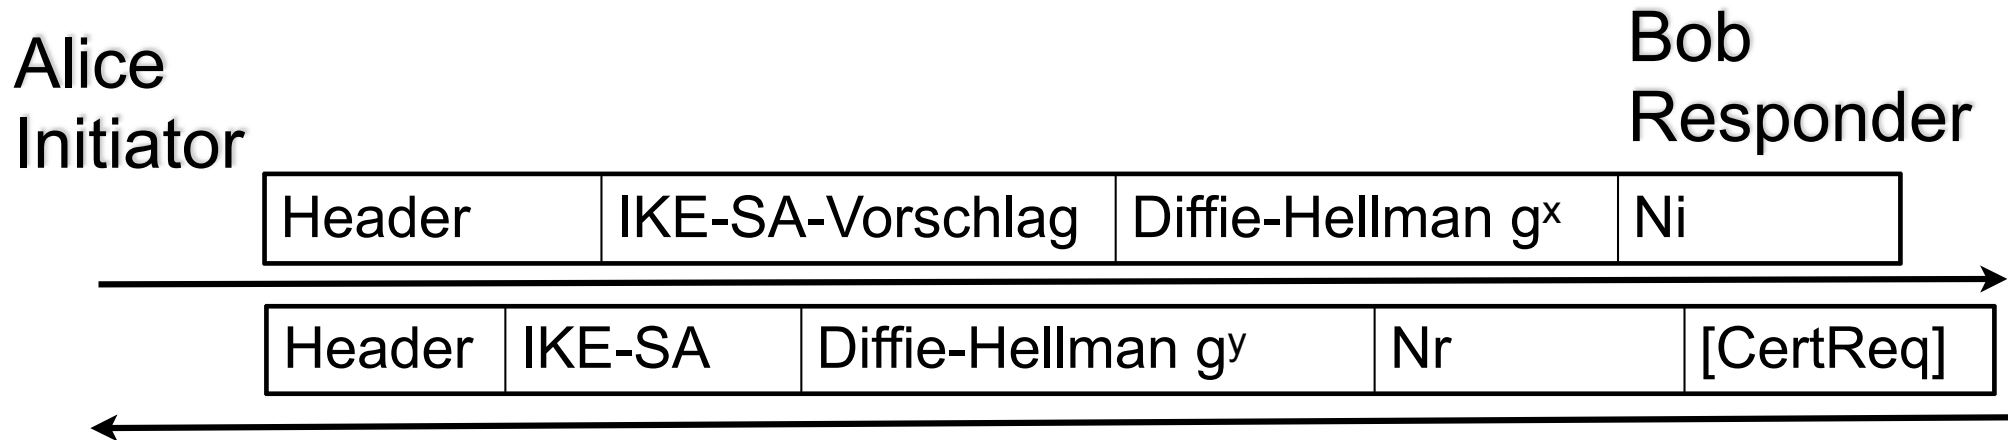 Alice
Initiator
Bob
Responder
Header IKE-SA-Vorschlag Diffie-Hellman gˣ Ni
Header IKE-SA Diffie-Hellman gʸ Nr [CertReq]